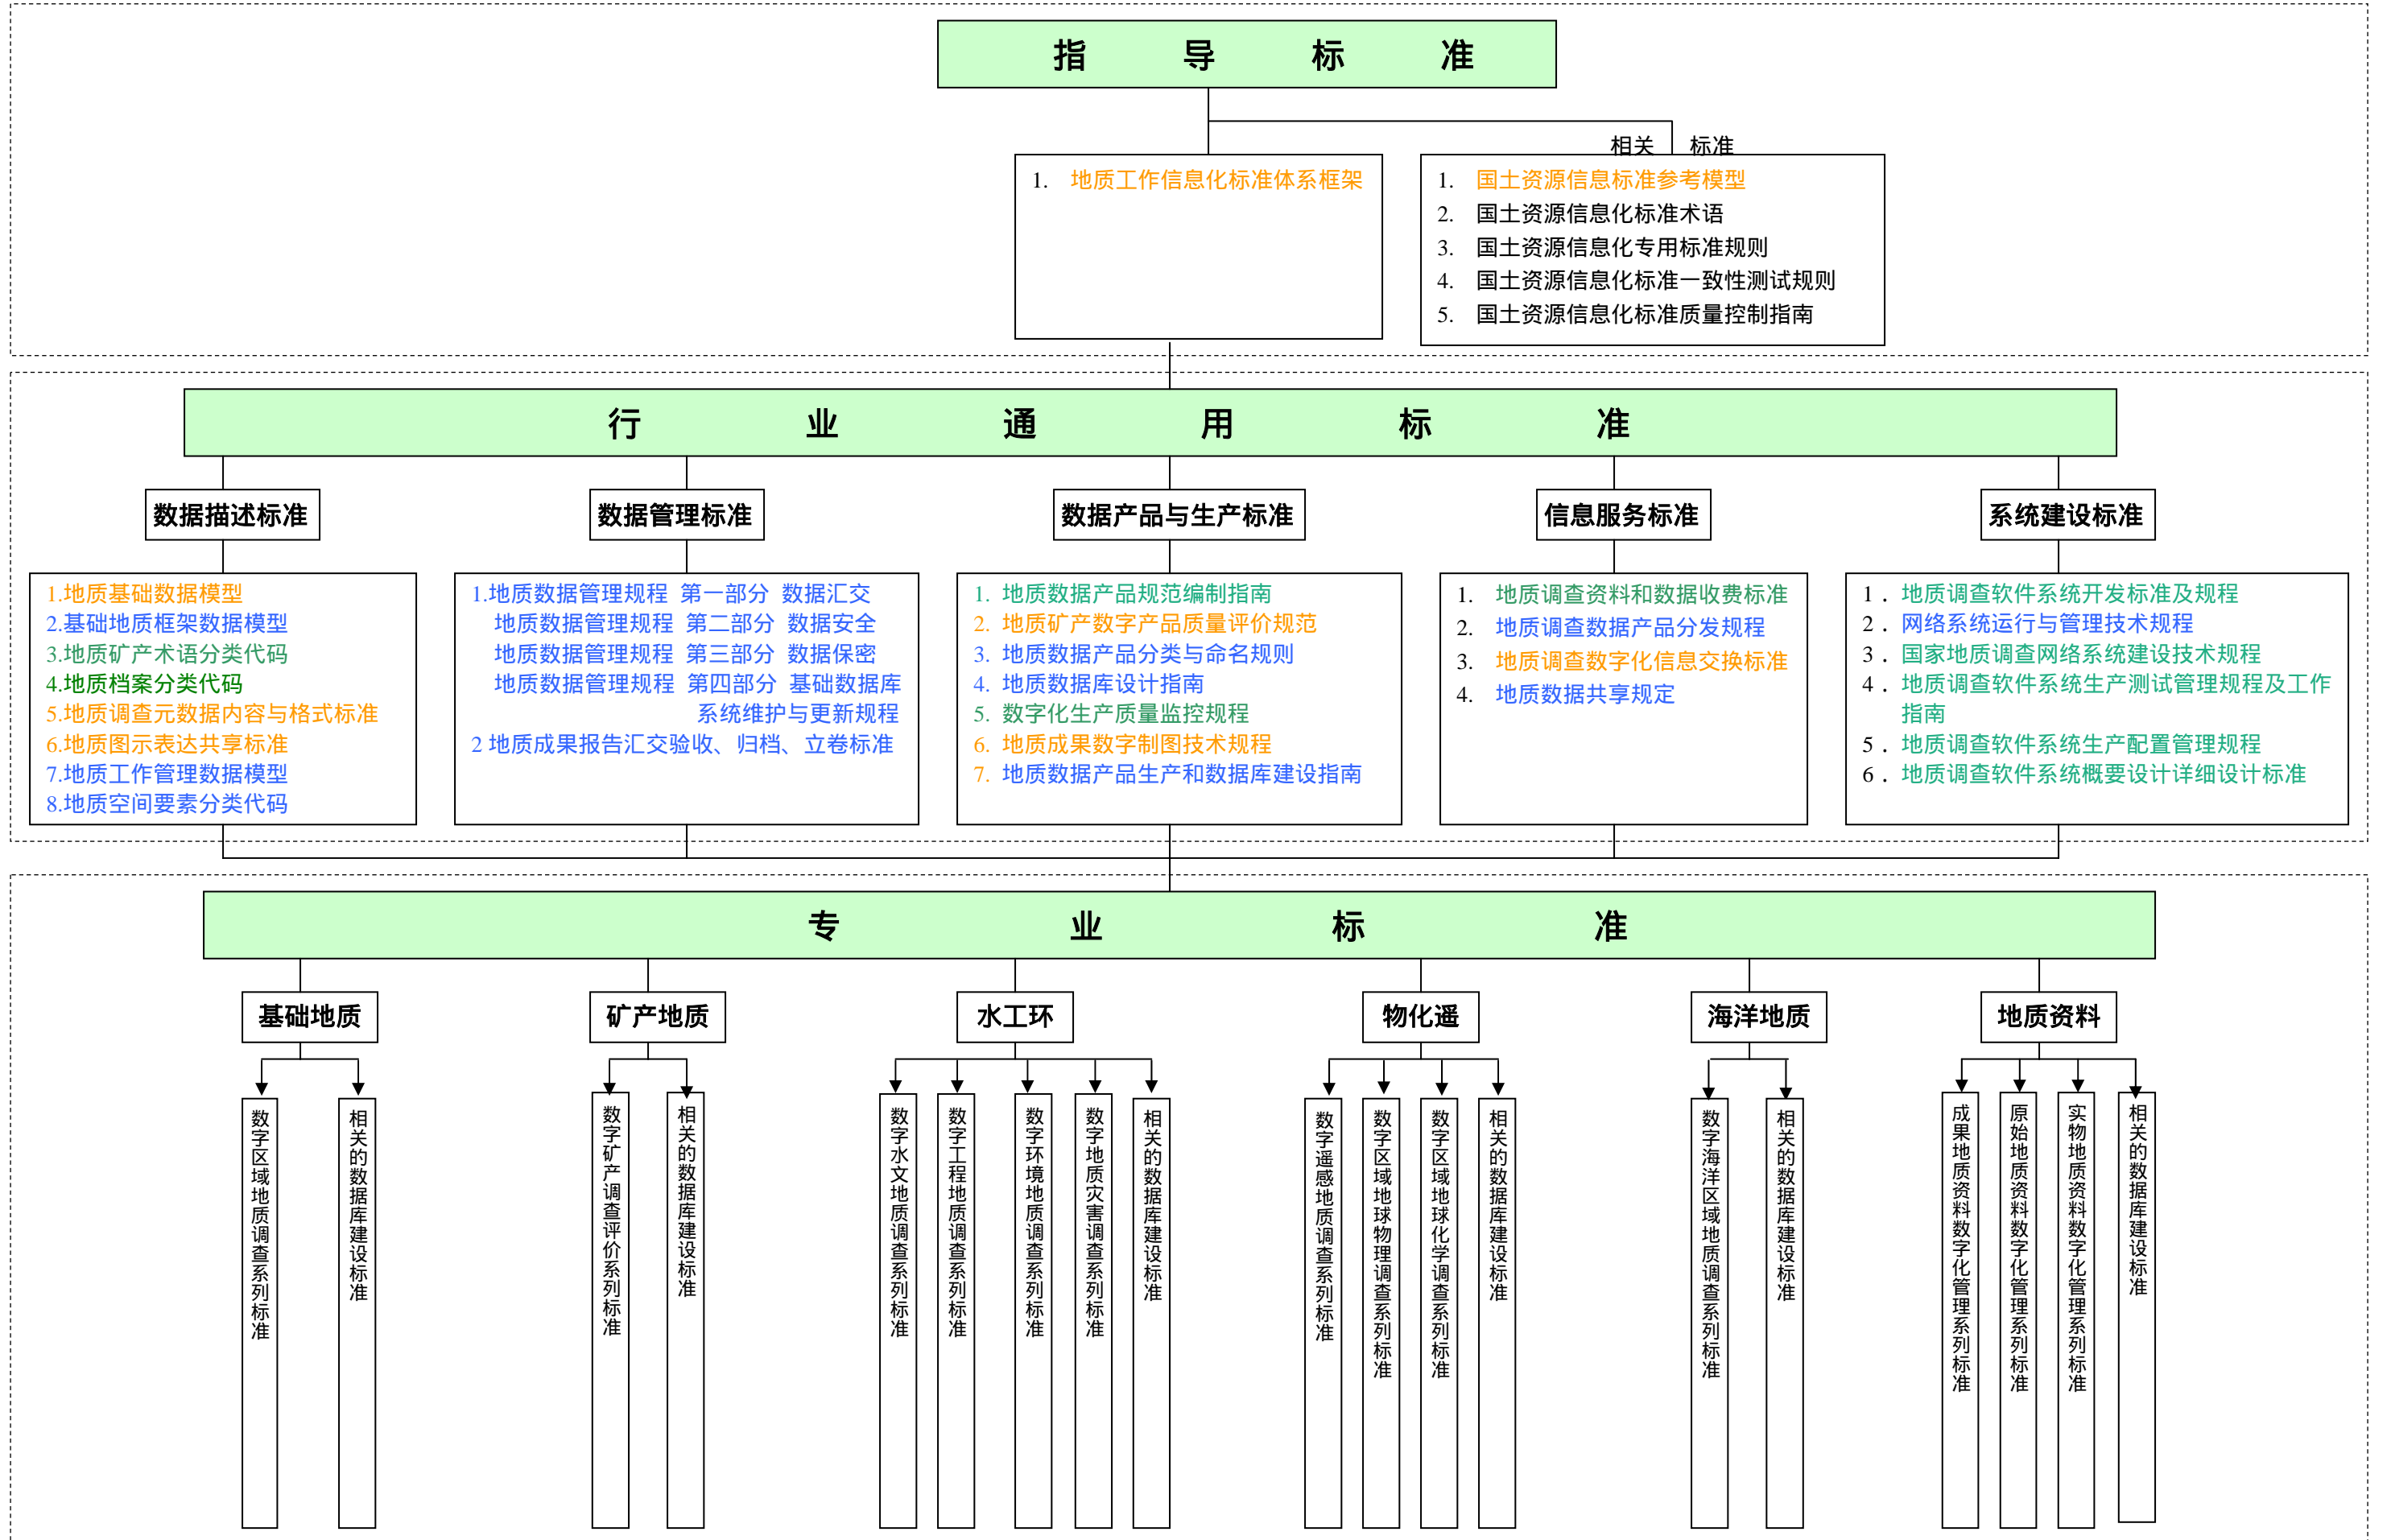 指导标准
相关 标准
1. 地质工作信息化标准体系框架
1. 国土资源信息标准参考模型
2. 国土资源信息化标准术语
3. 国土资源信息化专用标准规则
4. 国土资源信息化标准一致性测试规则
5. 国土资源信息化标准质量控制指南
行业通用标准
数据描述标准
1.地质基础数据模型
2.基础地质框架数据模型
3.地质矿产术语分类代码
4.地质档案分类代码
5.地质调查元数据内容与格式标准
6.地质图示表达共享标准
7.地质工作管理数据模型
8.地质空间要素分类代码
数据管理标准
1.地质数据管理规程 第一部分 数据汇交
地质数据管理规程 第二部分 数据安全
地质数据管理规程 第三部分 数据保密
地质数据管理规程 第四部分 基础数据库
系统维护与更新规程
2 地质成果报告汇交验收、归档、立卷标准
数据产品与生产标准
1. 地质数据产品规范编制指南
2. 地质矿产数字产品质量评价规范
3. 地质数据产品分类与命名规则
4. 地质数据库设计指南
5. 数字化生产质量监控规程
6. 地质成果数字制图技术规程
7. 地质数据产品生产和数据库建设指南
信息服务标准
1. 地质调查资料和数据收费标准
2. 地质调查数据产品分发规程
3. 地质调查数字化信息交换标准
4. 地质数据共享规定
系统建设标准
1． 地质调查软件系统开发标准及规程
2． 网络系统运行与管理技术规程
3． 国家地质调查网络系统建设技术规程
4． 地质调查软件系统生产测试管理规程及工作
指南
5． 地质调查软件系统生产配置管理规程
6． 地质调查软件系统概要设计详细设计标准
专业标准
基础地质
数字区域地质调查系列标准
相关的数据库建设标准
矿产地质
数字矿产调查评价系列标准
相关的数据库建设标准
水工环
数字水文地质调查系列标准
数字工程地质调查系列标准
数字环境地质调查系列标准
数字地质灾害调查系列标准
相关的数据库建设标准
物化遥
数字遥感地质调查系列标准
数字区域地球物理调查系列标准
数字区域地球化学调查系列标准
相关的数据库建设标准
海洋地质
数字海洋区域地质调查系列标准
相关的数据库建设标准
地质资料
成果地质资料数字化管理系列标准
原始地质资料数字化管理系列标准
实物地质资料数字化管理系列标准
相关的数据库建设标准